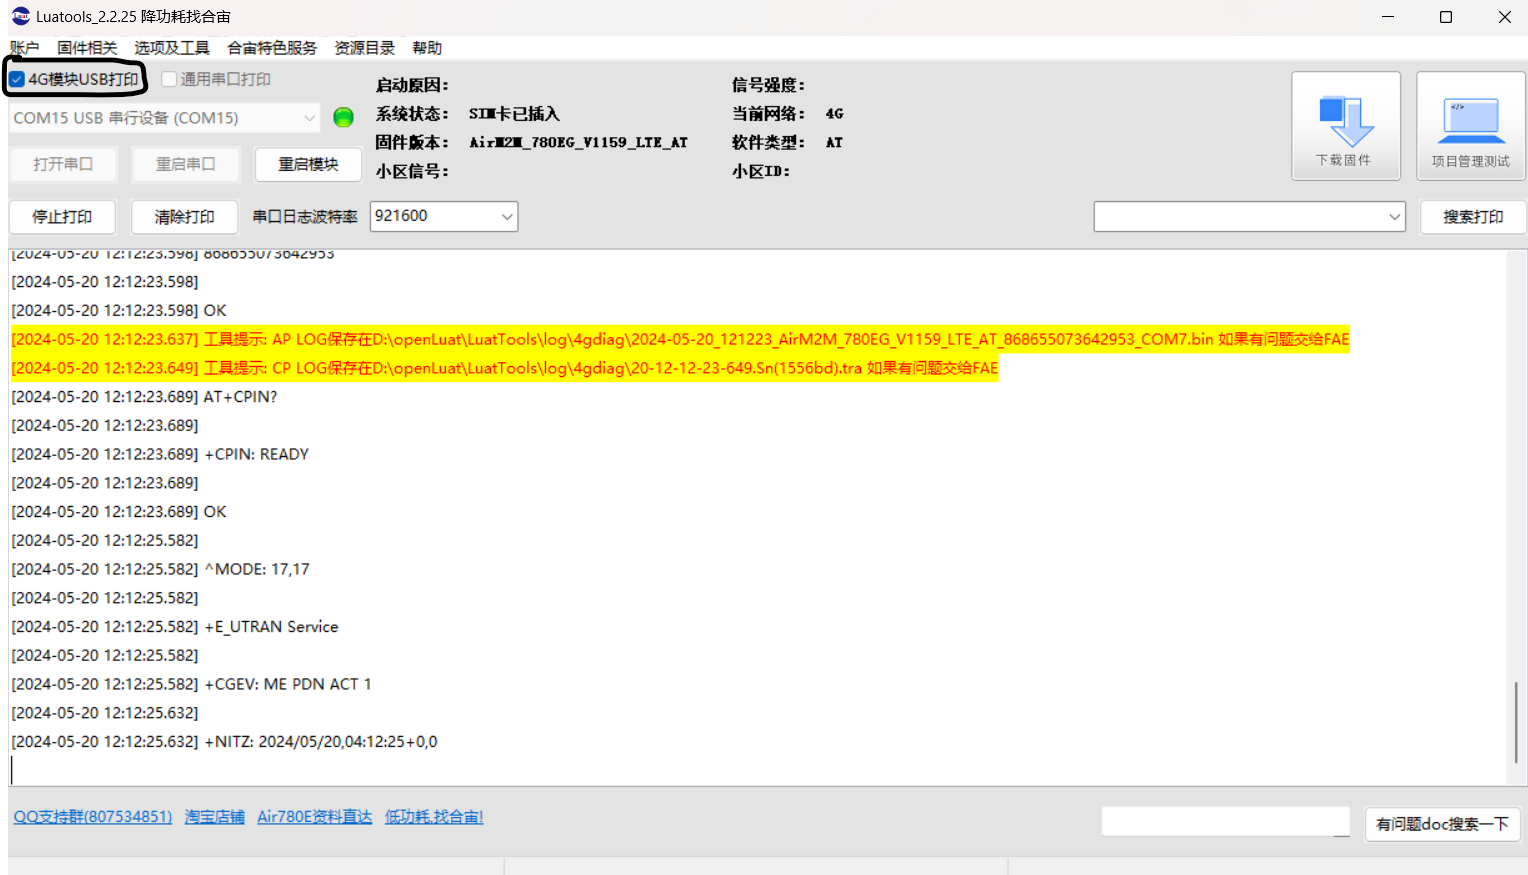 Luatools_2.2.25 降功耗找合宙
账户 固件相关 选项及工具 合宙特色服务 资源目录 帮助
4G模块USB打印 通用串口打印
启动原因: 信号强度:
COM15 USB 串行设备 (COM15)
系统状态: SIM卡已插入 当前网络: 4G
固件版本: AirM2M_780EG_V1159_LTE_AT 软件类型: AT
打开串口 重启串口 重启模块
小区信号: 小区ID:
下载固件 项目管理测试
停止打印 清除打印 串口日志波特率 921600 搜索打印
[2024-05-20 12:12:23.598] 868655073642953
[2024-05-20 12:12:23.598]
[2024-05-20 12:12:23.598] OK
[2024-05-20 12:12:23.637] 工具提示: AP LOG保存在D:\openLuat\LuatTools\log\4gdiag\2024-05-20_121223_AirM2M_780EG_V1159_LTE_AT_868655073642953_COM7.bin 如果有问题交给FAE
[2024-05-20 12:12:23.649] 工具提示: CP LOG保存在D:\openLuat\LuatTools\log\4gdiag\20-12-12-23-649.Sn(1556bd).tra 如果有问题交给FAE
[2024-05-20 12:12:23.689] AT+CPIN?
[2024-05-20 12:12:23.689]
[2024-05-20 12:12:23.689] +CPIN: READY
[2024-05-20 12:12:23.689]
[2024-05-20 12:12:23.689] OK
[2024-05-20 12:12:25.582]
[2024-05-20 12:12:25.582] ^MODE: 17,17
[2024-05-20 12:12:25.582]
[2024-05-20 12:12:25.582] +E_UTRAN Service
[2024-05-20 12:12:25.582]
[2024-05-20 12:12:25.582] +CGEV: ME PDN ACT 1
[2024-05-20 12:12:25.632]
[2024-05-20 12:12:25.632] +NITZ: 2024/05/20,04:12:25+0,0
QQ支持群(807534851) 淘宝店铺 Air780E资料直达 低功耗,找合宙! 有问题doc搜索一下